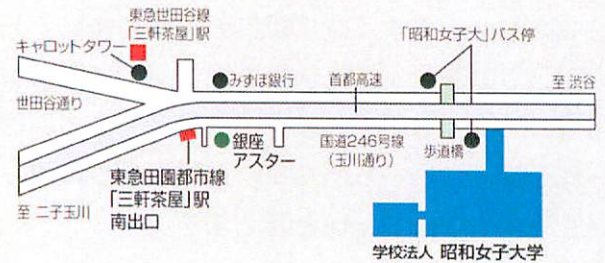 東急世田谷線
「三軒茶屋」駅
キャロットタワー
「昭和女子大」バス停
みずほ銀行
首都高速
至 渋谷
世田谷通り
銀座
アスター
国道246号線
(玉川通り)
歩道橋
東急田園都市線
「三軒茶屋」駅
南出口
至 二子玉川
学校法人 昭和女子大学